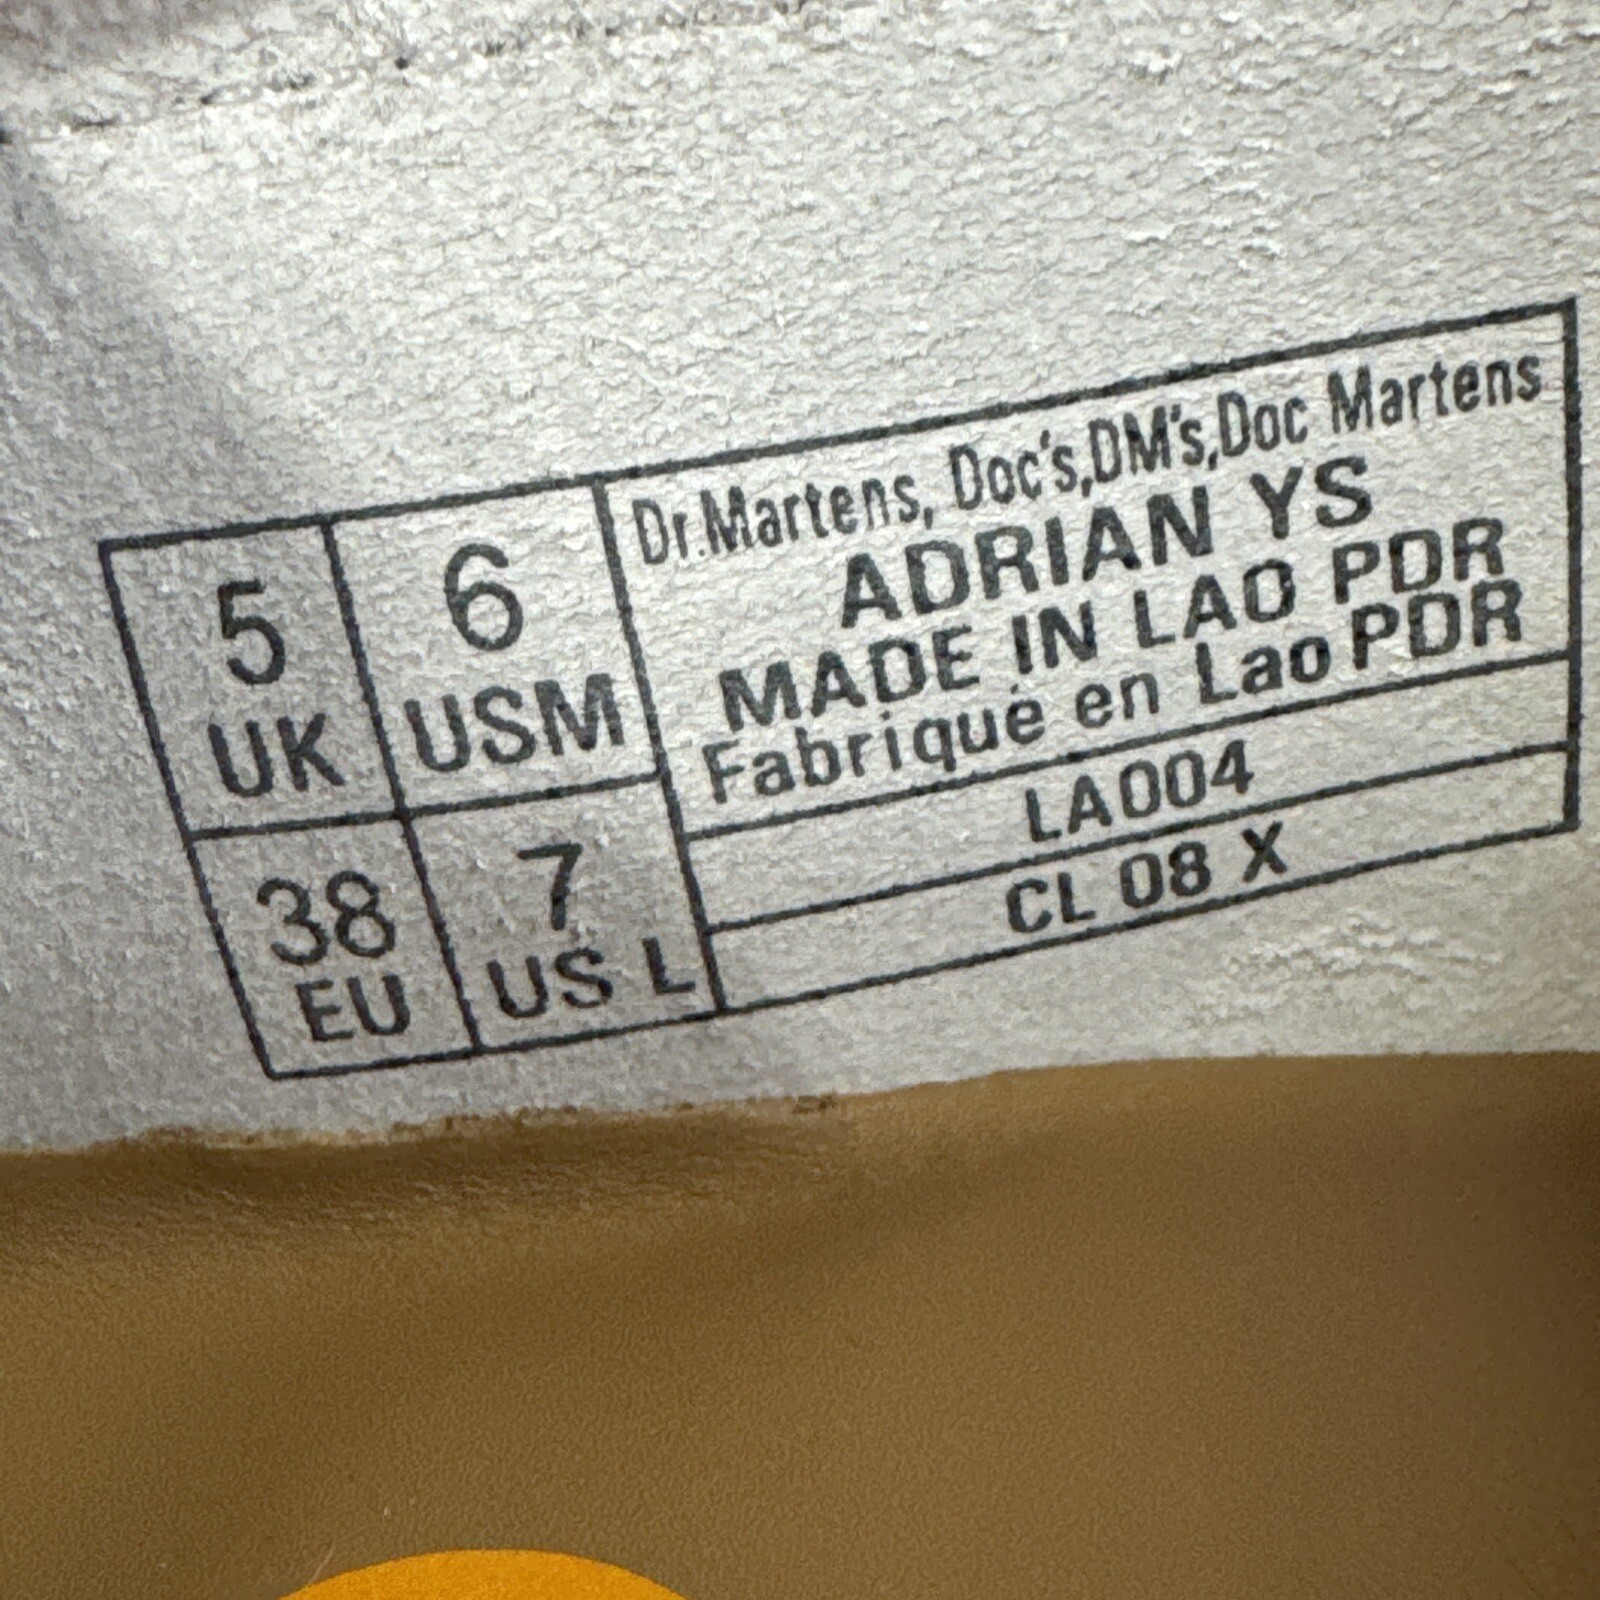 5
UK
6
USM
38
EU
7
US L
Dr.Martens, Doc's,DM's,Doc Martens
ADRIAN YS
MADE IN LAO PDR
Fabriqué en Lao PDR
LA004
CL 08 X